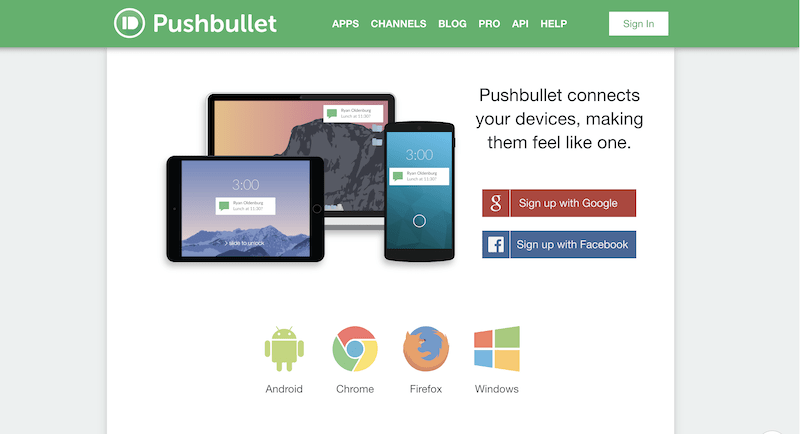 Pushbullet
APPS CHANNELS BLOG PRO API HELP
Sign In
Pushbullet connects
your devices, making
them feel like one.
Ryan Oldenburg
Lunch at 11:30?
3:00
Ryan Oldenburg
Lunch at 11:30?
3:00
Ryan Oldenburg
Lunch at 11:30?
> slide to unlock
g Sign up with Google
f Sign up with Facebook
Android Chrome Firefox Windows